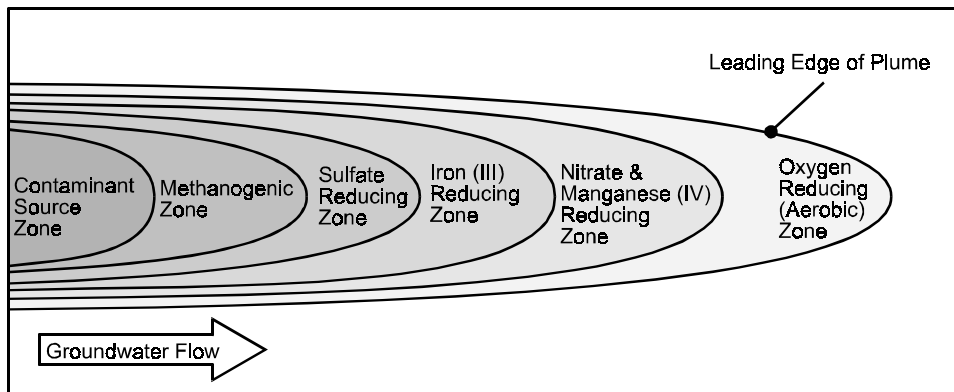 Leading Edge of Plume
Contaminant
Source
Zone
Methanogenic
Zone
Sulfate
Reducing
Zone
Iron (III)
Reducing
Zone
Nitrate &
Manganese (IV)
Reducing
Zone
Oxygen
Reducing
(Aerobic)
Zone
Groundwater Flow